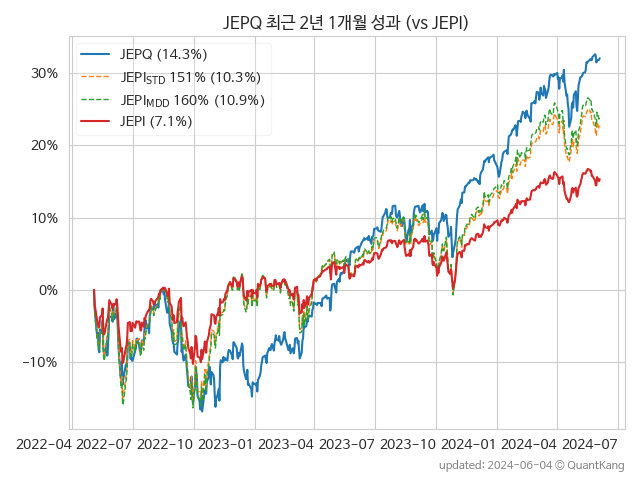 JEPQ 최근 2년 1개월 성과 (vs JEPI)
JEPQ (14.3%)
JEPI_STD 151% (10.3%)
JEPI_MDD 160% (10.9%)
JEPI (7.1%)
30%
20%
10%
0%
−10%
2022-04 2022-07 2022-10 2023-01 2023-04 2023-07 2023-10 2024-01 2024-04 2024-07
updated: 2024-06-04 © QuantKang